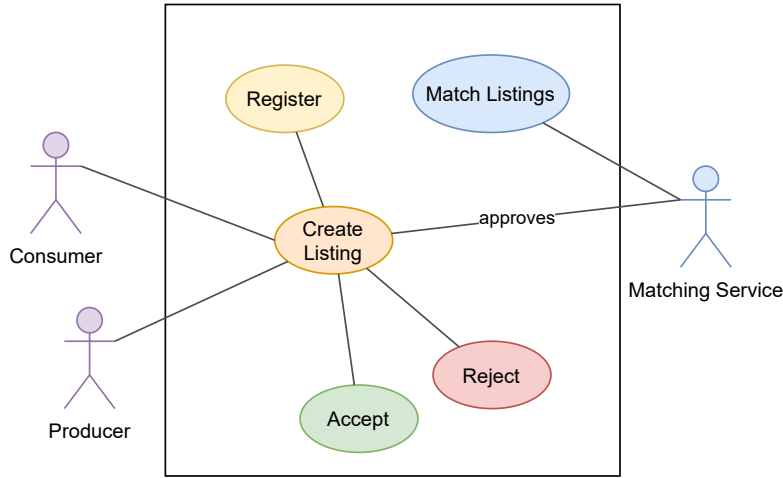 Register
Match Listings
Consumer
Create
Listing
approves
Matching Service
Producer
Reject
Accept